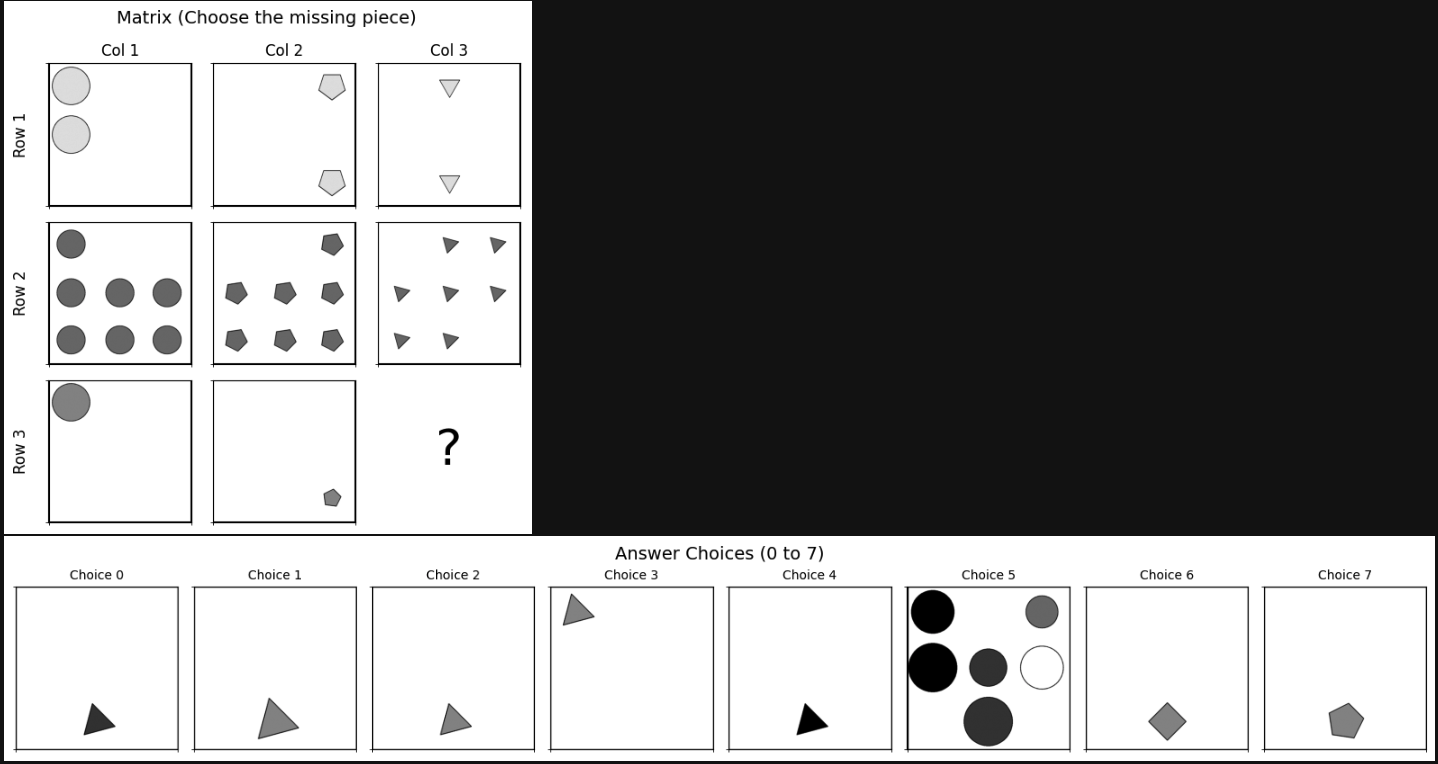 Matrix (Choose the missing piece)
Col 1 Col 2 Col 3
Row 1
Row 2
Row 3
?
Answer Choices (0 to 7)
Choice 0 Choice 1 Choice 2 Choice 3 Choice 4 Choice 5 Choice 6 Choice 7